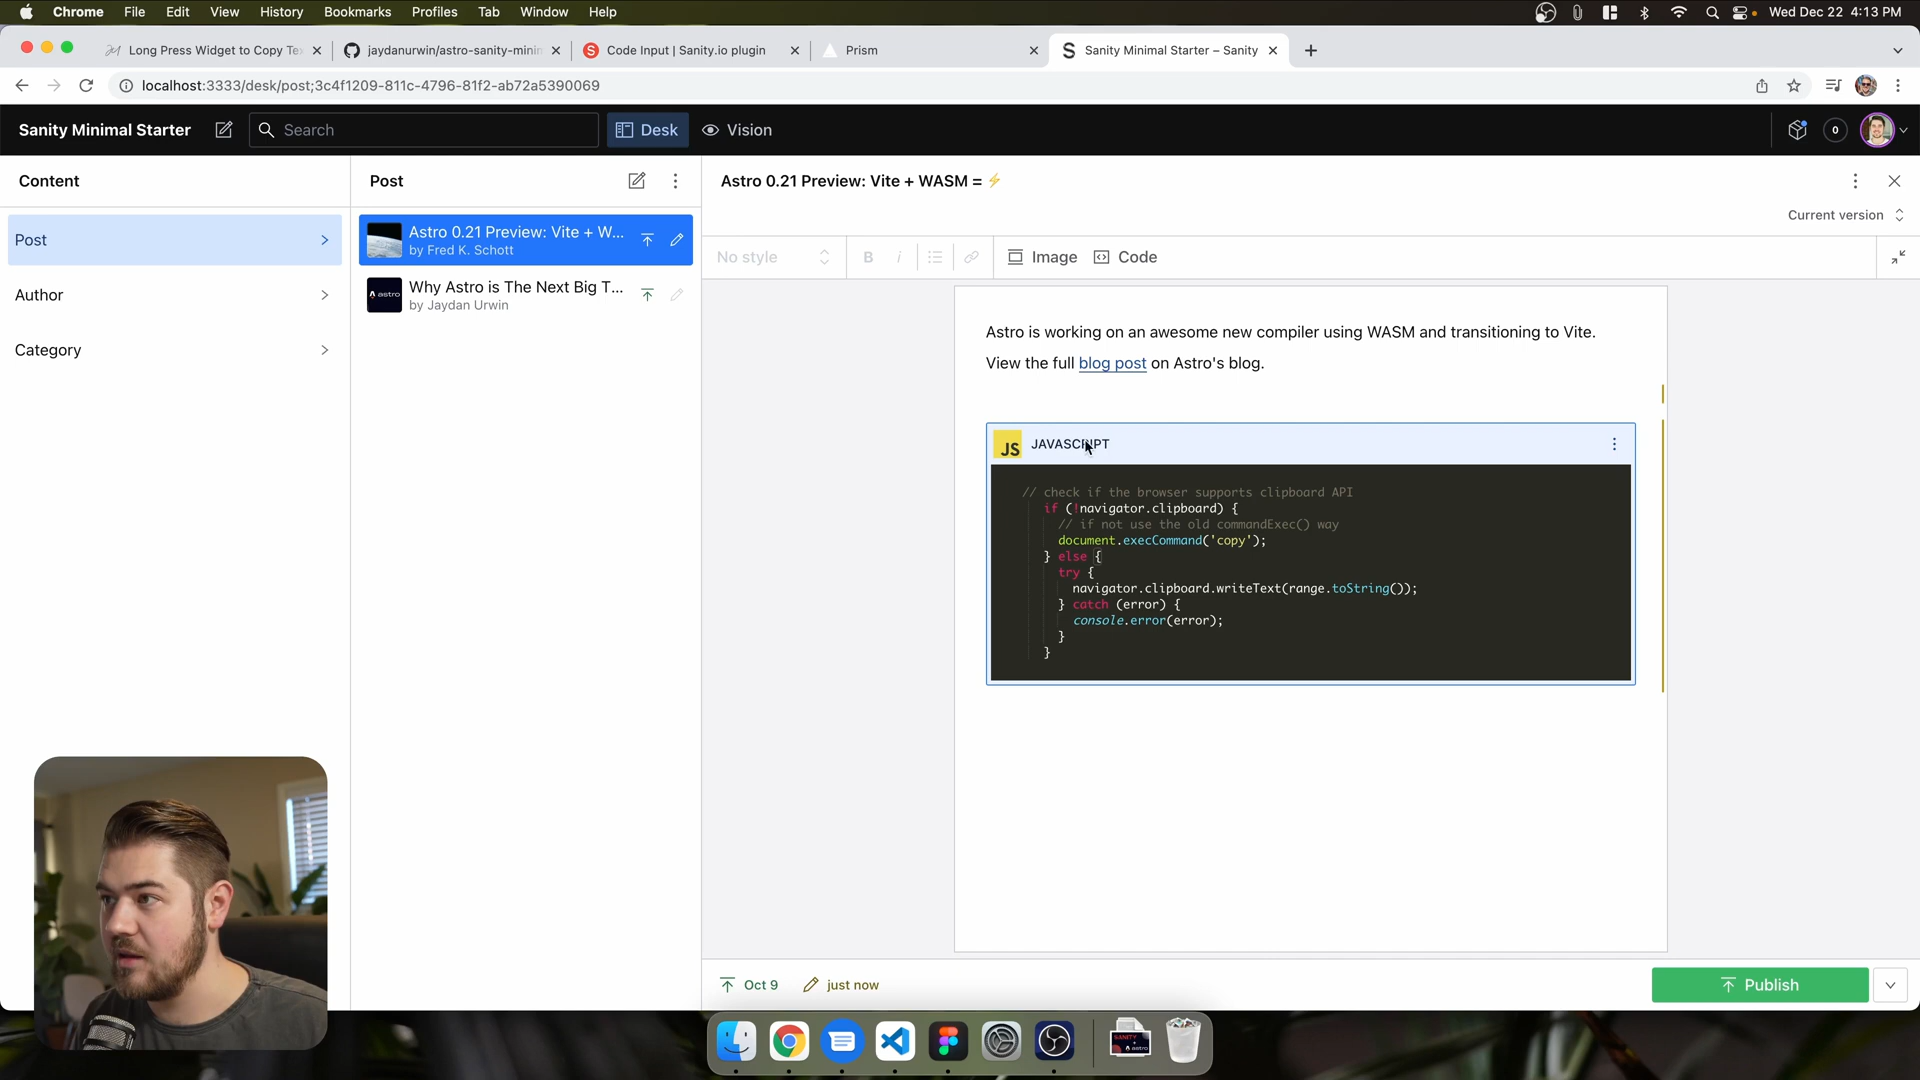 Chrome File Edit View History Bookmarks Profiles Tab Window Help Wed Dec 22 4:13 PM
Long Press Widget to Copy Te jaydanurwin/astro-sanity-mini Code Input | Sanity.io plugin Prism Sanity Minimal Starter – Sanity
localhost:3333/desk/post;3c4f1209-811c-4796-81f2-ab72a5390069
Sanity Minimal Starter Search Desk Vision 0
Content
Post
Author
Category
Post
Astro 0.21 Preview: Vite + W...
by Fred K. Schott
Why Astro is The Next Big T...
by Jaydan Urwin
Astro 0.21 Preview: Vite + WASM = ⚡
Current version
No style B i Image Code
Astro is working on an awesome new compiler using WASM and transitioning to Vite.
View the full blog post on Astro's blog.
JS JAVASCRIPT
// check if the browser supports clipboard API
if (!navigator.clipboard) {
// if not use the old commandExec() way
document.execCommand('copy');
} else {
try {
navigator.clipboard.writeText(range.toString());
} catch (error) {
console.error(error);
}
}
Oct 9 just now Publish